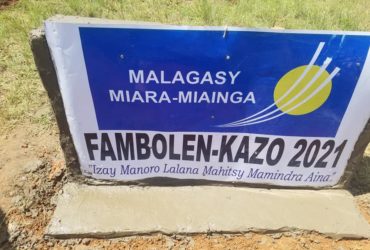 MALAGASY
MIARA-MIAINGA
FAMBOLEN-KAZO 2021
"Izay Manoro Lalana Mahitsy Mamindra Aina"